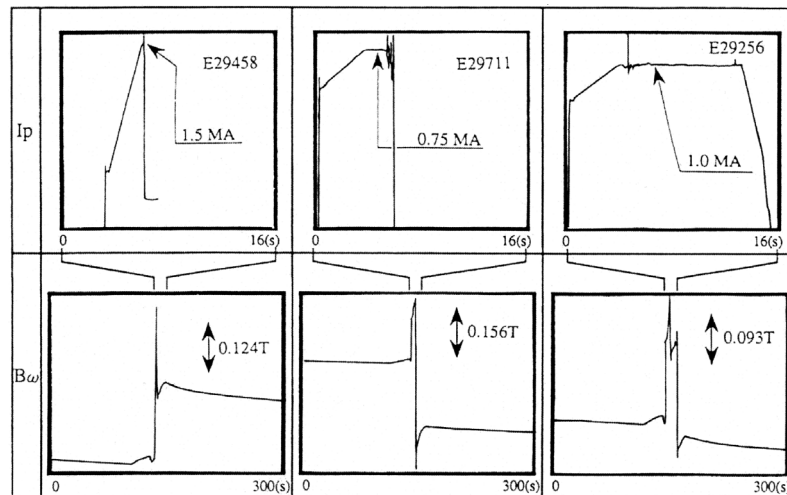 Ip
E29458
1.5 MA
0 16(s)
E29711
0.75 MA
0 16(s)
E29256
1.0 MA
0 16(s)
Bω
0.124T
0 300(s)
0.156T
0 300(s)
0.093T
0 300(s)